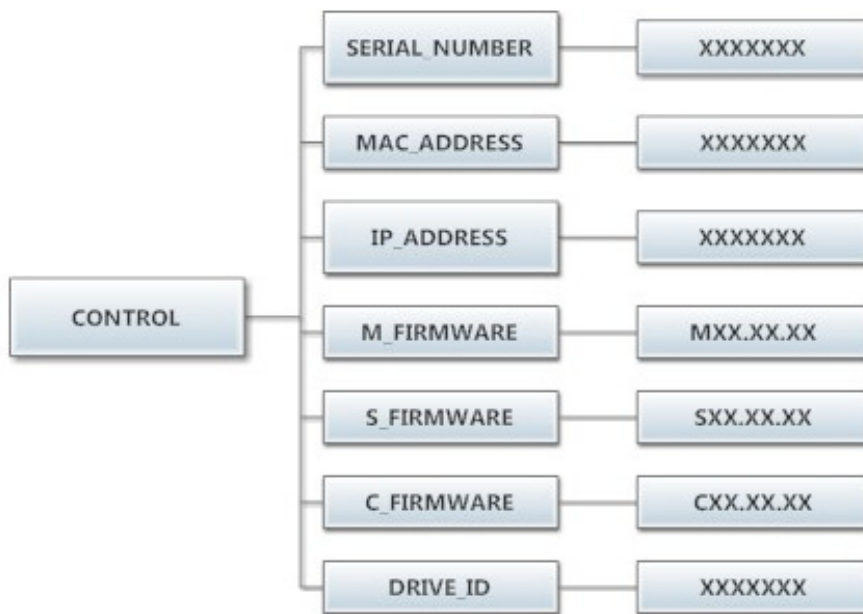 SERIAL_NUMBER XXXXXXX
MAC_ADDRESS XXXXXXX
IP_ADDRESS XXXXXXX
CONTROL
M_FIRMWARE MXX.XX.XX
S_FIRMWARE SXX.XX.XX
C_FIRMWARE CXX.XX.XX
DRIVE_ID XXXXXXX